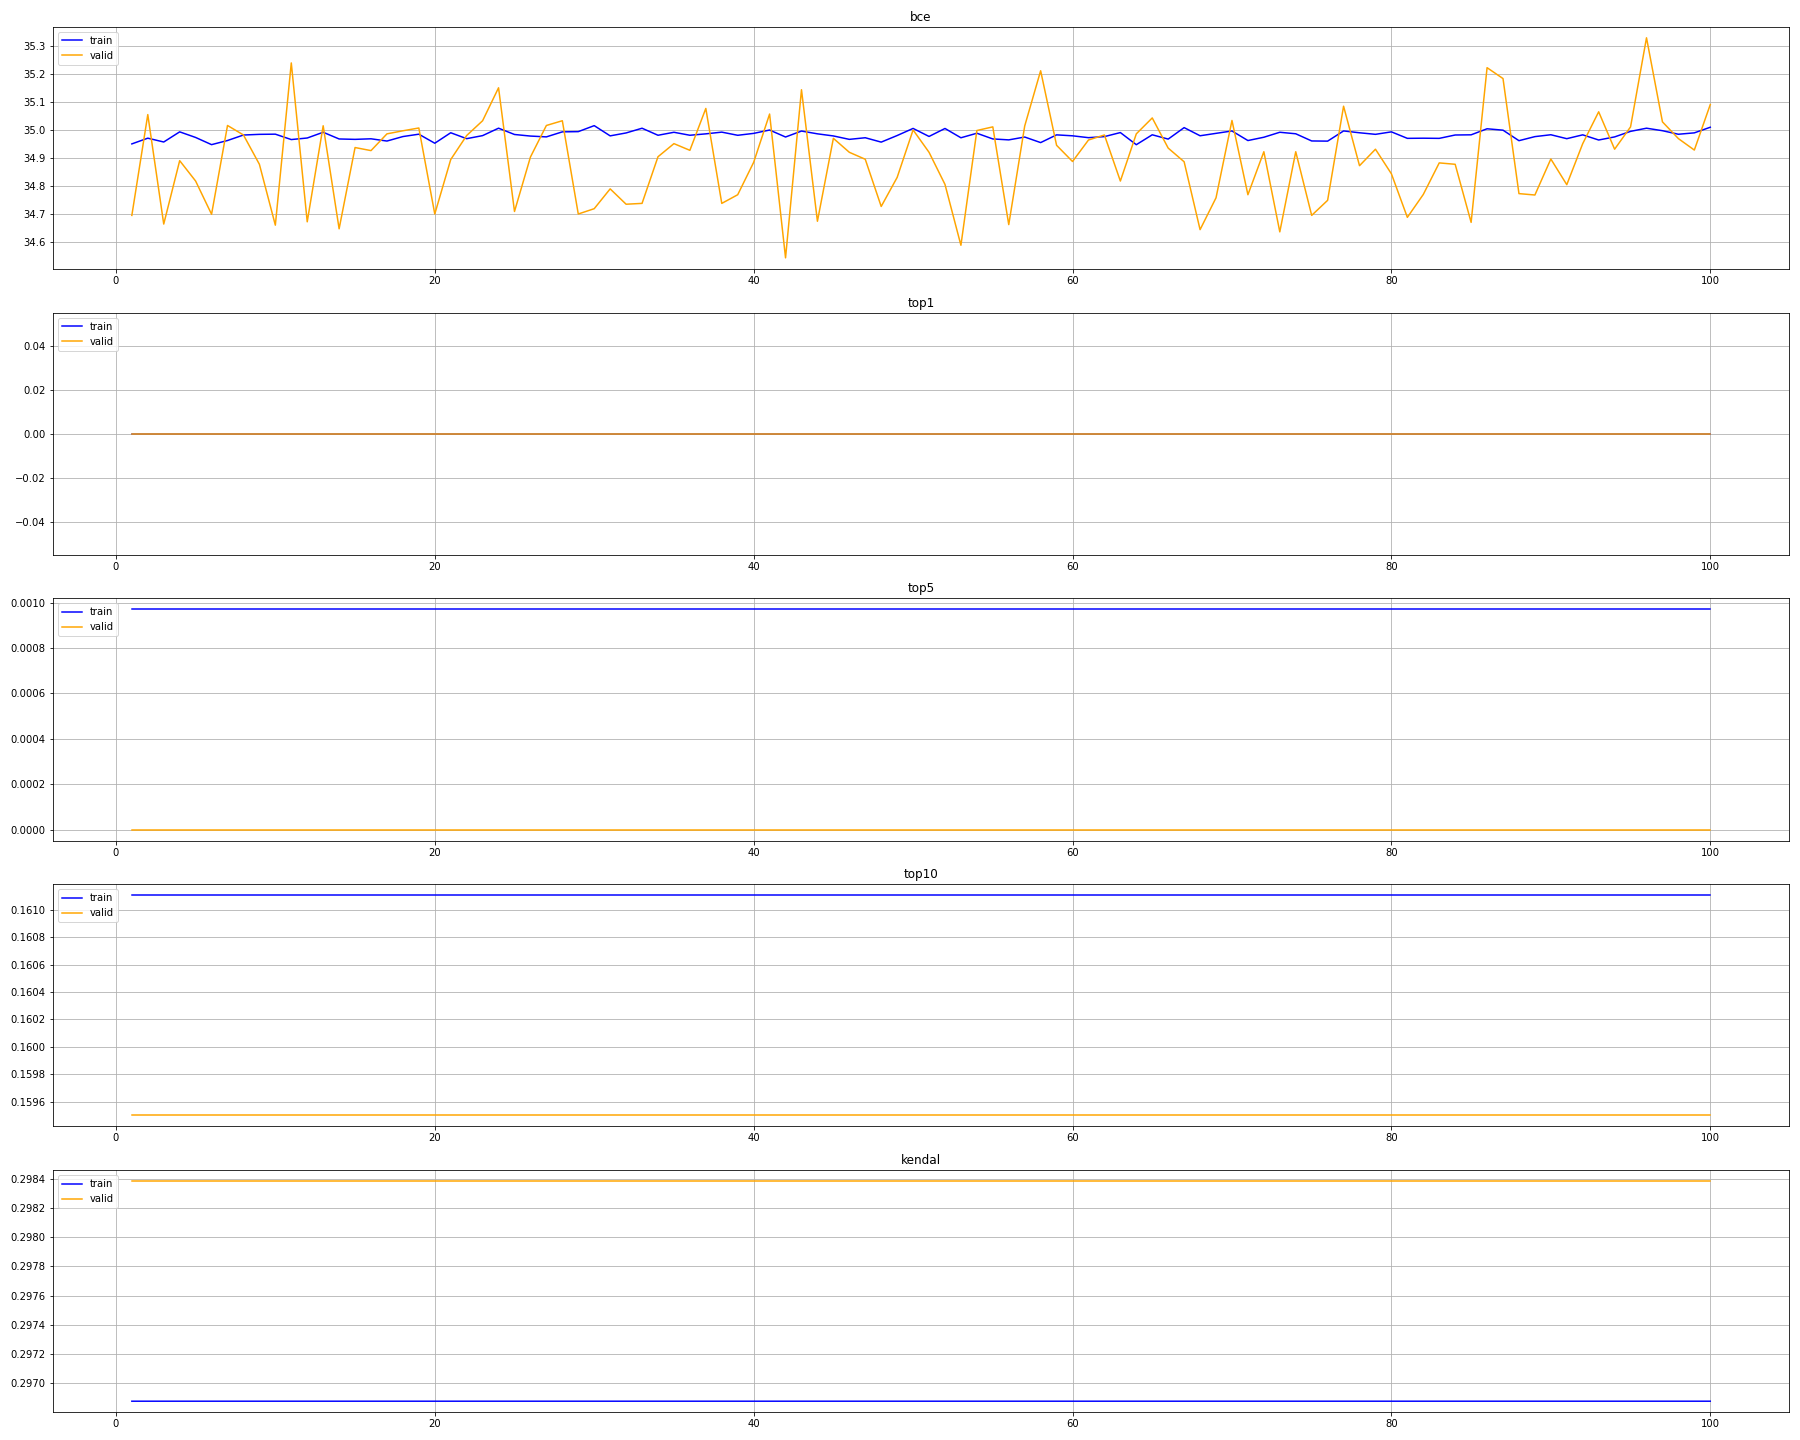 bce
train
valid
35.3
35.2
35.1
35.0
34.9
34.8
34.7
34.6
0 20 40 60 80 100
top1
train
valid
0.04
0.02
0.00
−0.02
−0.04
0 20 40 60 80 100
top5
train
valid
0.0010
0.0008
0.0006
0.0004
0.0002
0.0000
0 20 40 60 80 100
top10
train
valid
0.1610
0.1608
0.1606
0.1604
0.1602
0.1600
0.1598
0.1596
0 20 40 60 80 100
kendal
train
valid
0.2984
0.2982
0.2980
0.2978
0.2976
0.2974
0.2972
0.2970
0 20 40 60 80 100